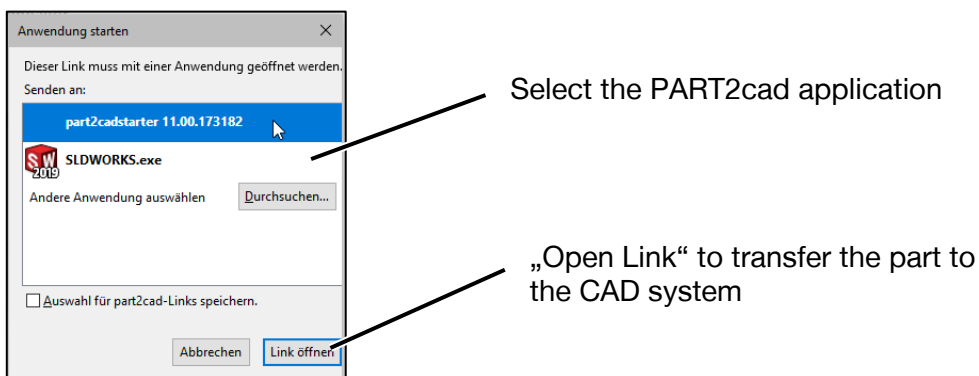 Anwendung starten
Dieser Link muss mit einer Anwendung geöffnet werden.
Senden an:
part2cadstarter 11.00.173182
SW
2019
SLDWORKS.exe
Andere Anwendung auswählen
Durchsuchen...
Auswahl für part2cad-Links speichern.
Abbrechen
Link öffnen
Select the PART2cad application
„Open Link“ to transfer the part to
the CAD system